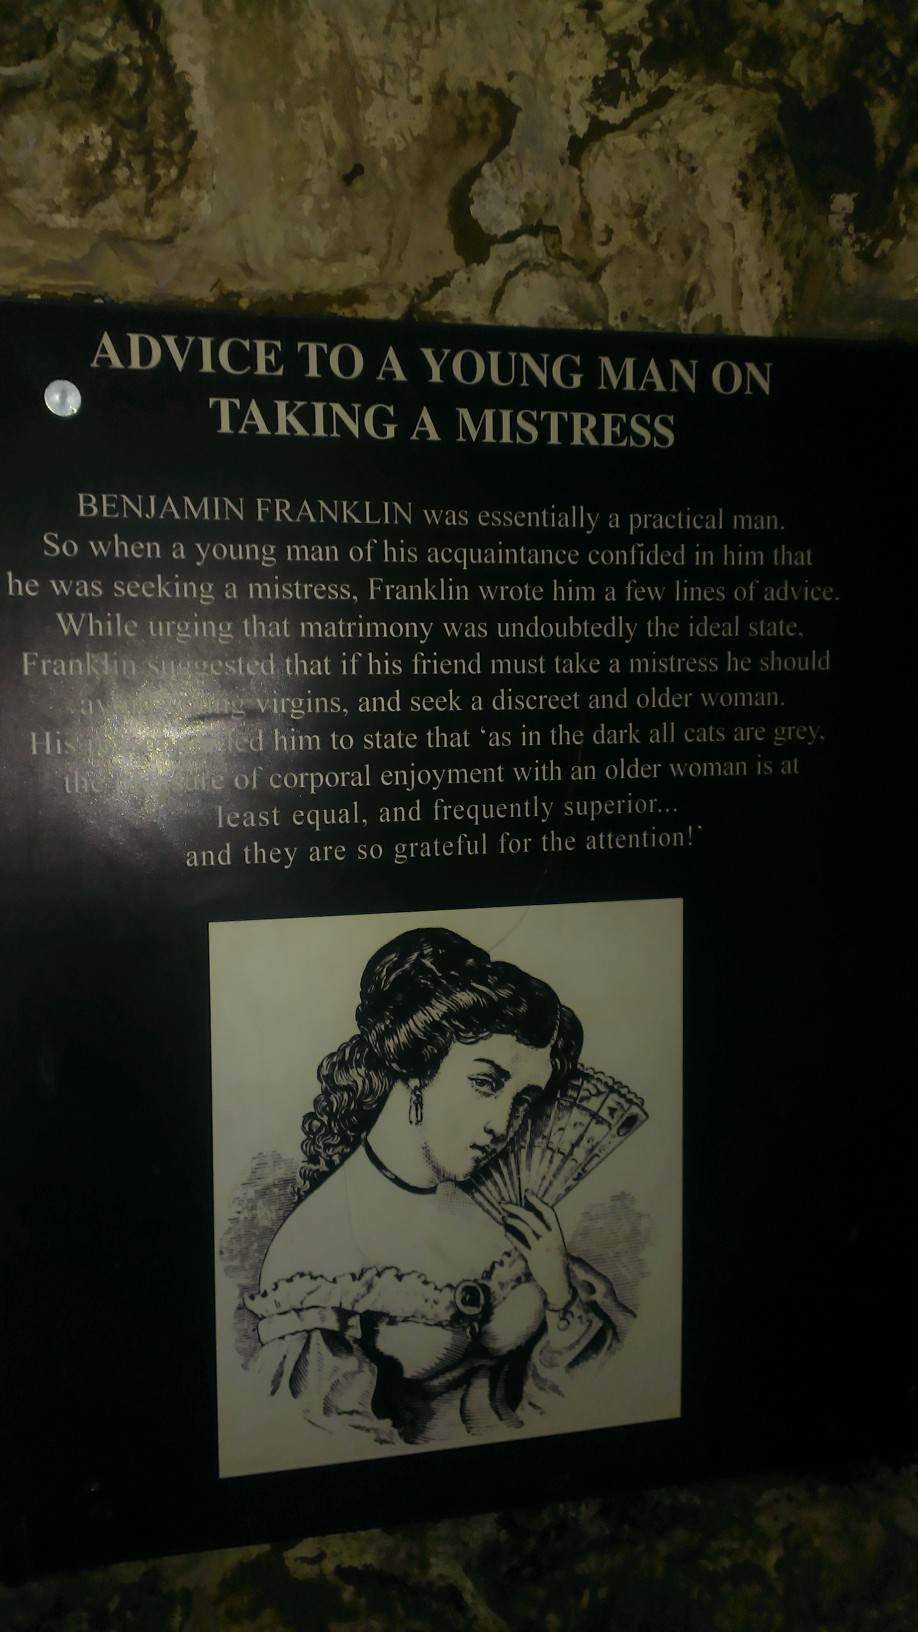 ADVICE TO A YOUNG MAN ON
TAKING A MISTRESS
BENJAMIN FRANKLIN was essentially a practical man.
So when a young man of his acquaintance confided in him that
he was seeking a mistress, Franklin wrote him a few lines of advice.
While urging that matrimony was undoubtedly the ideal state,
Franklin suggested that if his friend must take a mistress he should
virgins, and seek a discreet and older woman.
His him to state that ‘as in the dark all cats are grey,
the of corporal enjoyment with an older woman is at
least equal, and frequently superior...
and they are so grateful for the attention!’